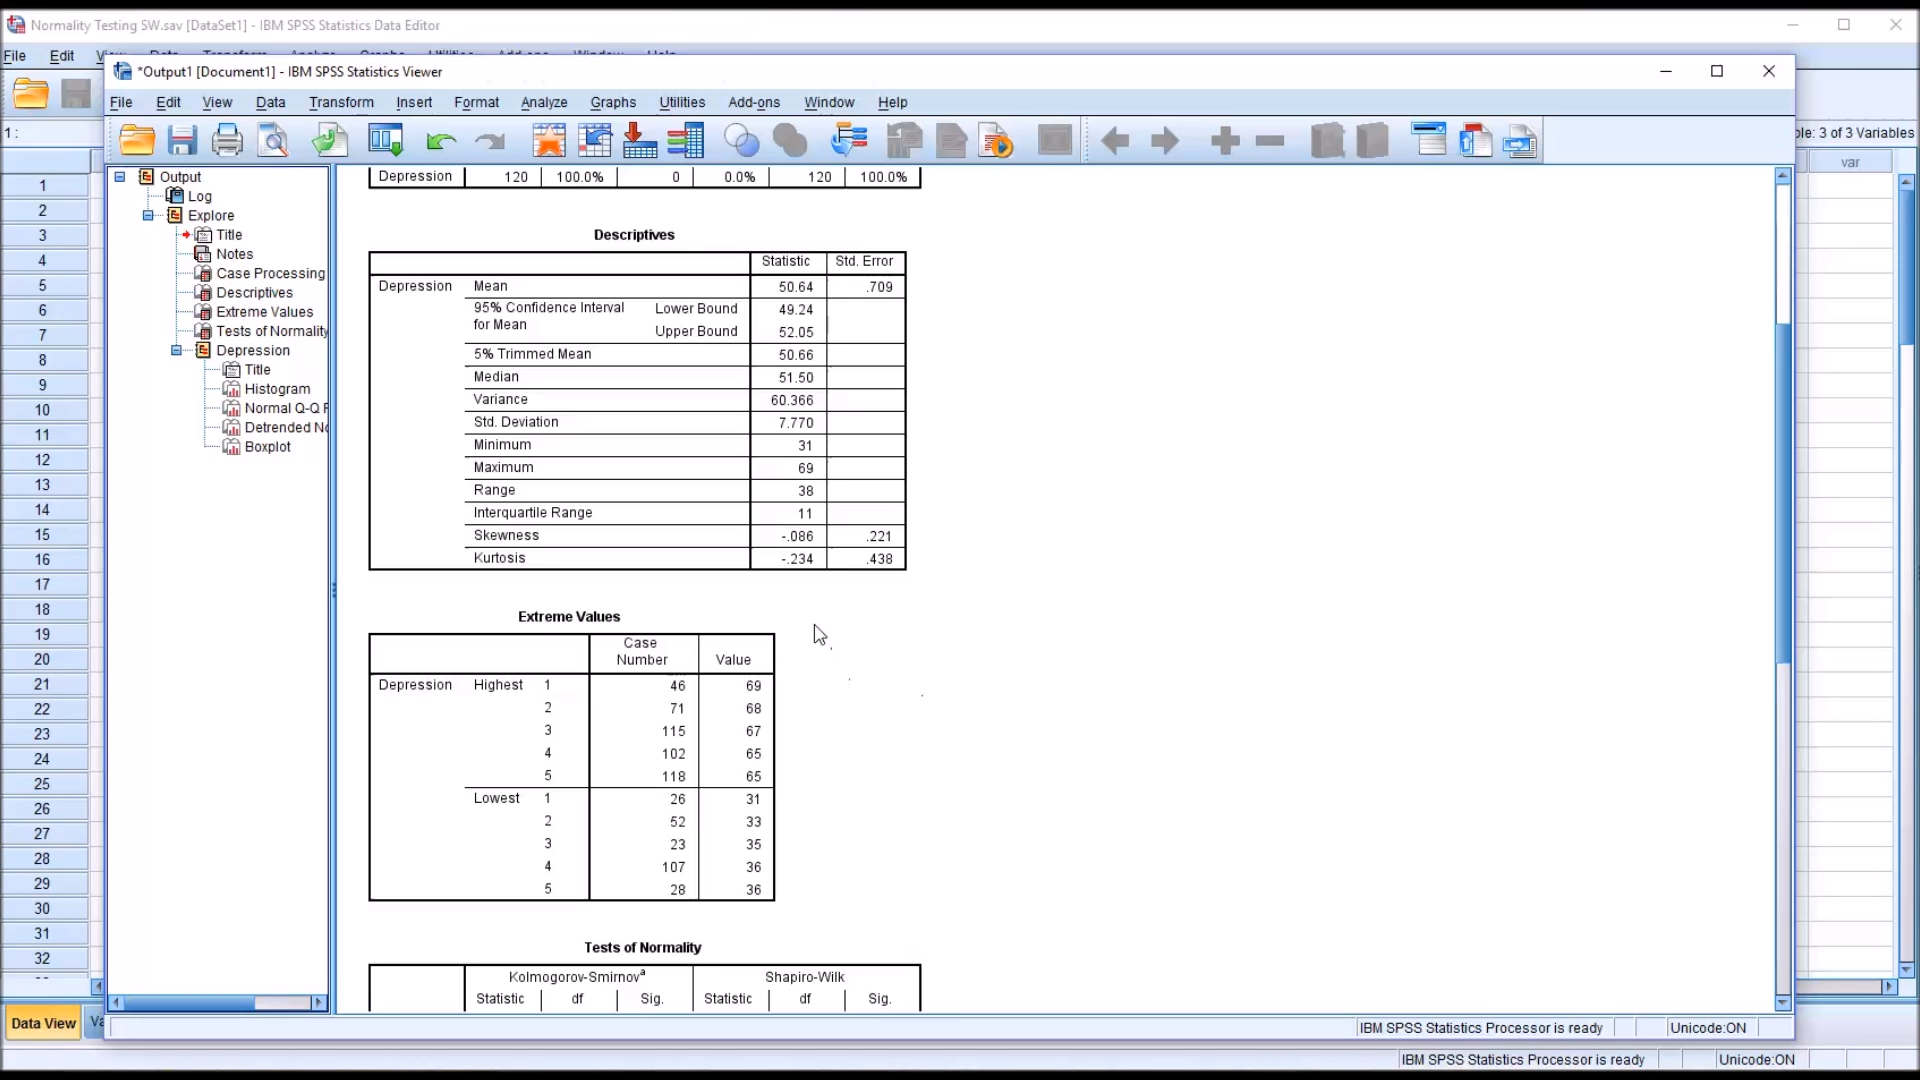 Normality Testing SW.sav [DataSet1] - IBM SPSS Statistics Data Editor
File Edit
*Output1 [Document1] - IBM SPSS Statistics Viewer
File Edit View Data Transform Insert Format Analyze Graphs Utilities Add-ons Window Help
1 :
ble: 3 of 3 Variables
var
1
2
3
4
5
6
7
8
9
10
11
12
13
14
15
16
17
18
19
20
21
22
23
24
25
26
27
28
29
30
31
32
Output
Log
Explore
Title
Notes
Case Processing
Descriptives
Extreme Values
Tests of Normality
Depression
Title
Histogram
Normal Q-Q P
Detrended No
Boxplot
Depression 120 100.0% 0 0.0% 120 100.0%
Descriptives
Statistic Std. Error
Depression Mean 50.64 .709
95% Confidence Interval for Mean Lower Bound 49.24
Upper Bound 52.05
5% Trimmed Mean 50.66
Median 51.50
Variance 60.366
Std. Deviation 7.770
Minimum 31
Maximum 69
Range 38
Interquartile Range 11
Skewness -.086 .221
Kurtosis -.234 .438
Extreme Values
Case Number Value
Depression Highest 1 46 69
2 71 68
3 115 67
4 102 65
5 118 65
Lowest 1 26 31
2 52 33
3 23 35
4 107 36
5 28 36
Tests of Normality
Kolmogorov-Smirnovᵃ Shapiro-Wilk
Statistic df Sig. Statistic df Sig.
Data View Va
IBM SPSS Statistics Processor is ready Unicode:ON
IBM SPSS Statistics Processor is ready Unicode:ON